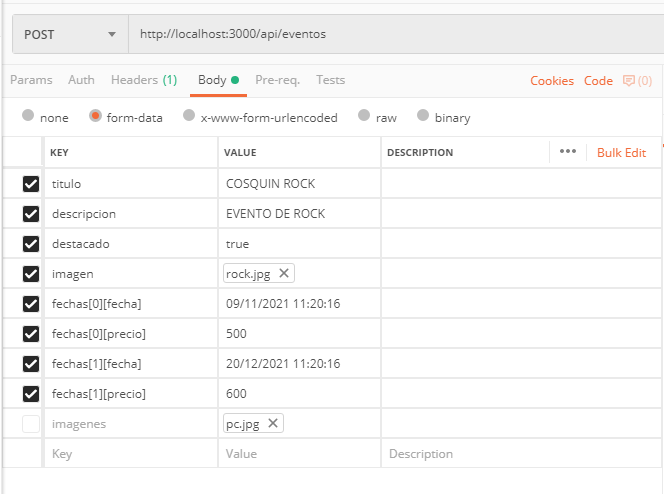 POST http://localhost:3000/api/eventos
Params Auth Headers (1) Body Pre-req. Tests Cookies Code (0)
none form-data x-www-form-urlencoded raw binary
KEY VALUE DESCRIPTION ••• Bulk Edit
titulo COSQUIN ROCK
descripcion EVENTO DE ROCK
destacado true
imagen rock.jpg
fechas[0][fecha] 09/11/2021 11:20:16
fechas[0][precio] 500
fechas[1][fecha] 20/12/2021 11:20:16
fechas[1][precio] 600
imagenes pc.jpg
Key Value Description